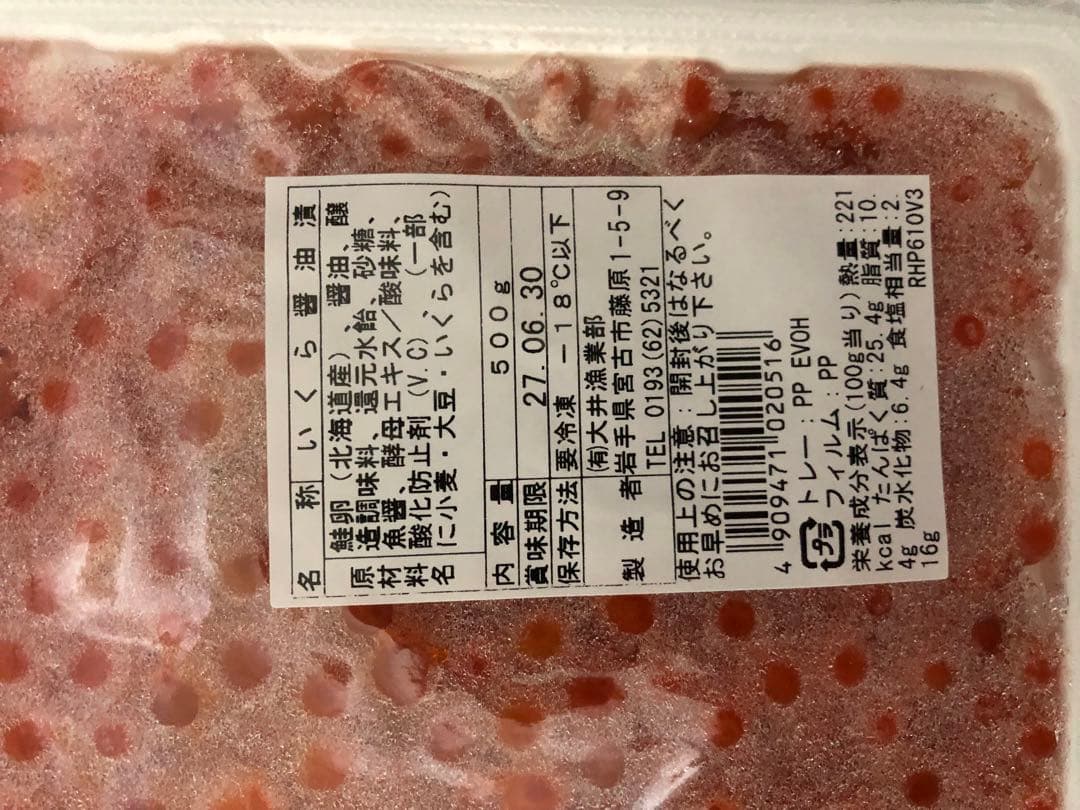 名称 いくら醤油漬
原材料名 鮭卵(北海道産)、醤油、醸
造調味料、還元水飴、砂糖、
魚醤、酵母エキス/酸味料、
酸化防止剤(V.C)(一部
に小麦・大豆・いくらを含む)
内容量 500g
賞味期限 27.06.30
保存方法 要冷凍 -18℃以下
製造者 (有)大井漁業部
岩手県宮古市藤原1-5-9
TEL 0193(62)5321
使用上の注意:開封後はなるべく
お早めにお召し上がり下さい。
4909471020516
プラ トレー:PP EVOH
フィルム:PP
栄養成分表示(100g当り)熱量:221
kcal たんぱく質:25.4g 脂質:10.
4g 炭水化物:6.4g 食塩相当量:2.
16g RHP610V3